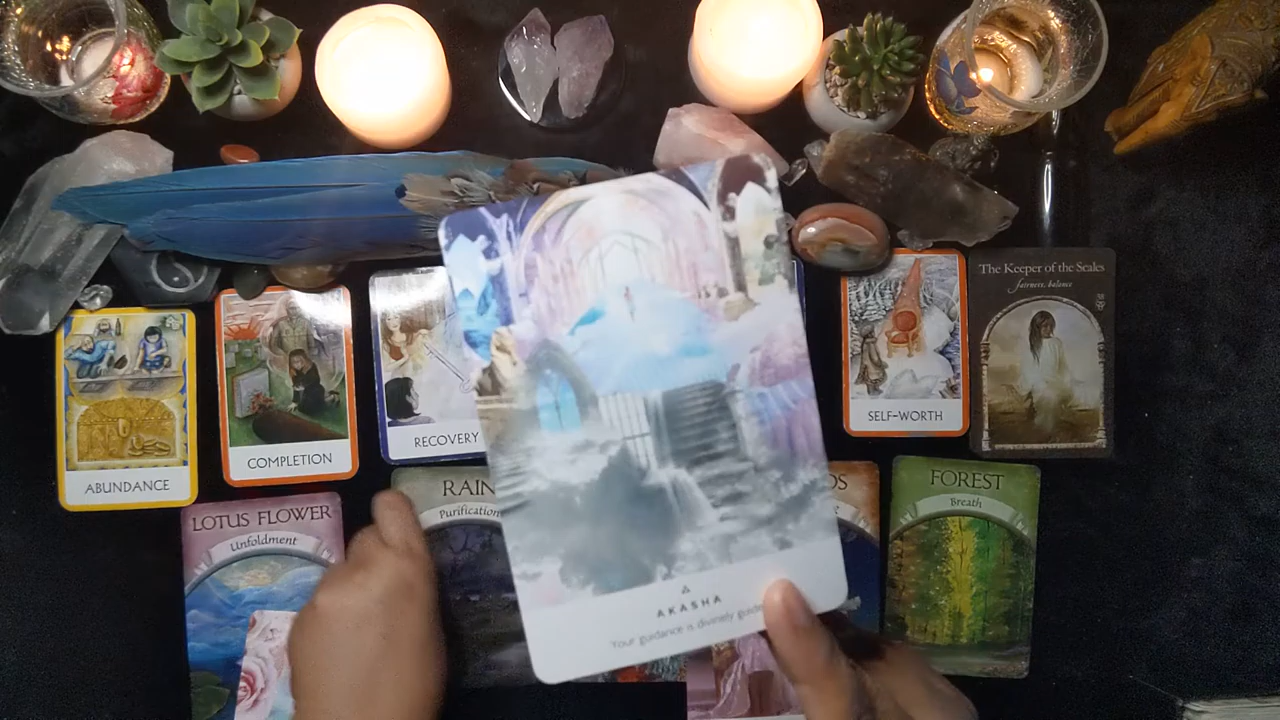 The Keeper of the Scales
fairness, balance
ABUNDANCE
COMPLETION
RECOVERY
SELF-WORTH
LOTUS FLOWER
Unfoldment
RAIN
Purification
FOREST
Breath
AKASHA
Your guidance is divinely